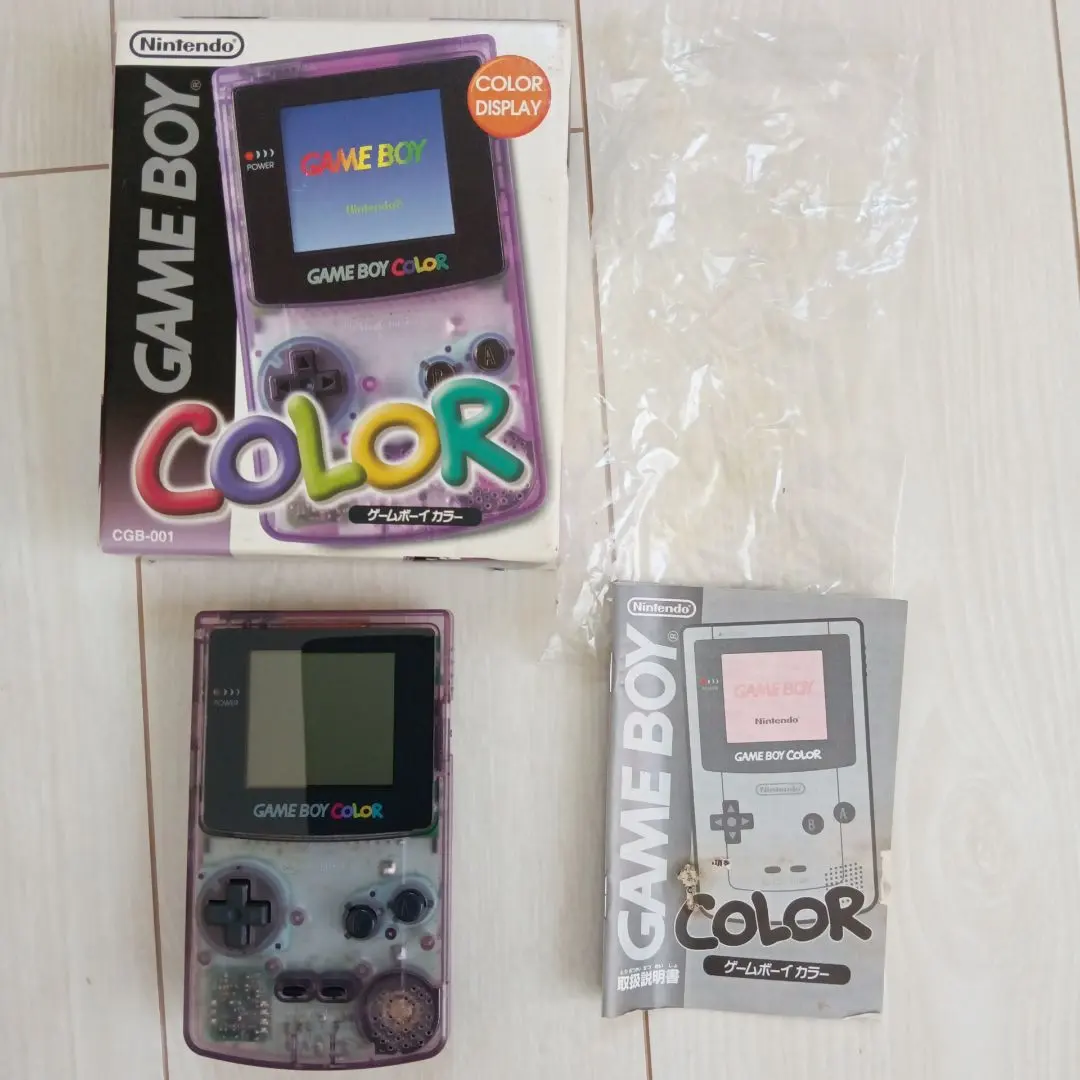 Nintendo®
GAME BOY®
COLOR
DISPLAY
POWER
GAME BOY
Nintendo®
GAME BOY COLOR
A
B
COLOR
ゲームボーイ カラー
CGB-001
POWER
GAME BOY COLOR
Nintendo®
GAME BOY®
POWER
GAME BOY
Nintendo®
GAME BOY COLOR
Nintendo®
A
B
COLOR
ゲームボーイ カラー
取扱説明書